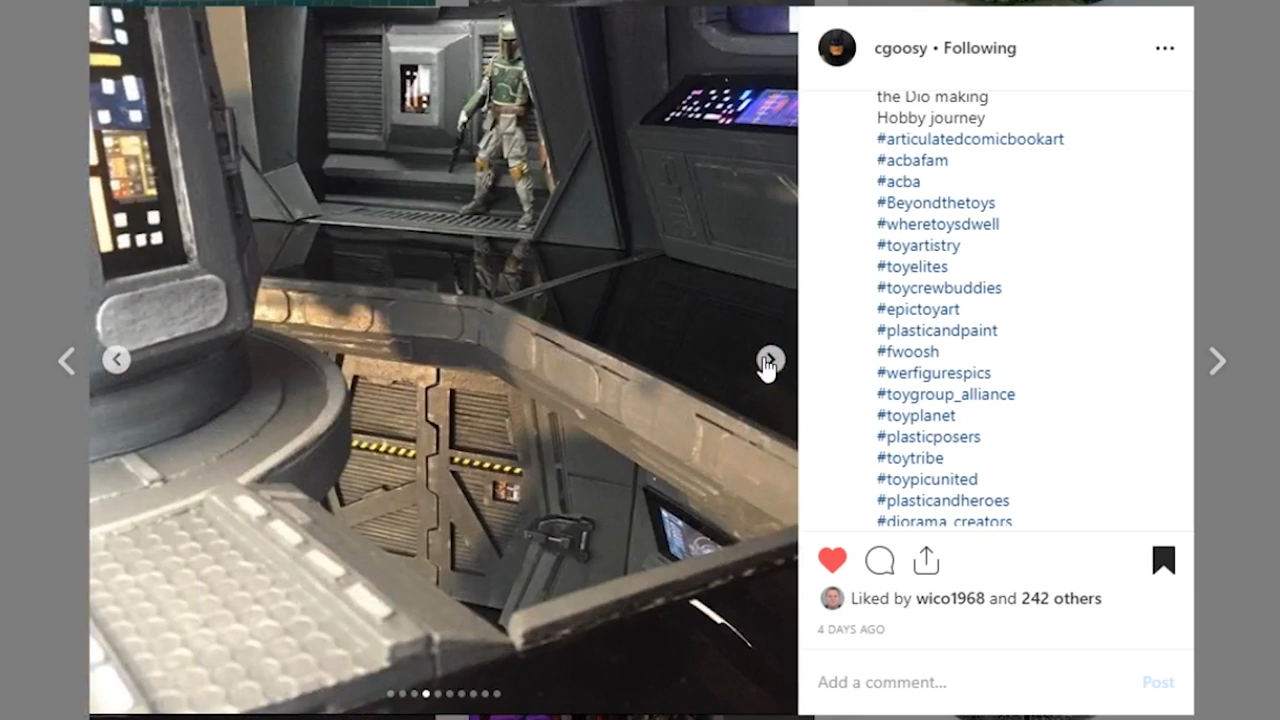 cgoosy • Following
the Dio making
Hobby journey
#articulatedcomicbookart
#acbafam
#acba
#Beyondthetoys
#wheretoysdwell
#toyartistry
#toyelites
#toycrewbuddies
#epictoyart
#plasticandpaint
#fwoosh
#werfigurespics
#toygroup_alliance
#toyplanet
#plasticposers
#toytribe
#toypicunited
#plasticandheroes
#diorama_creators
Liked by wico1968 and 242 others
4 DAYS AGO
Add a comment... Post